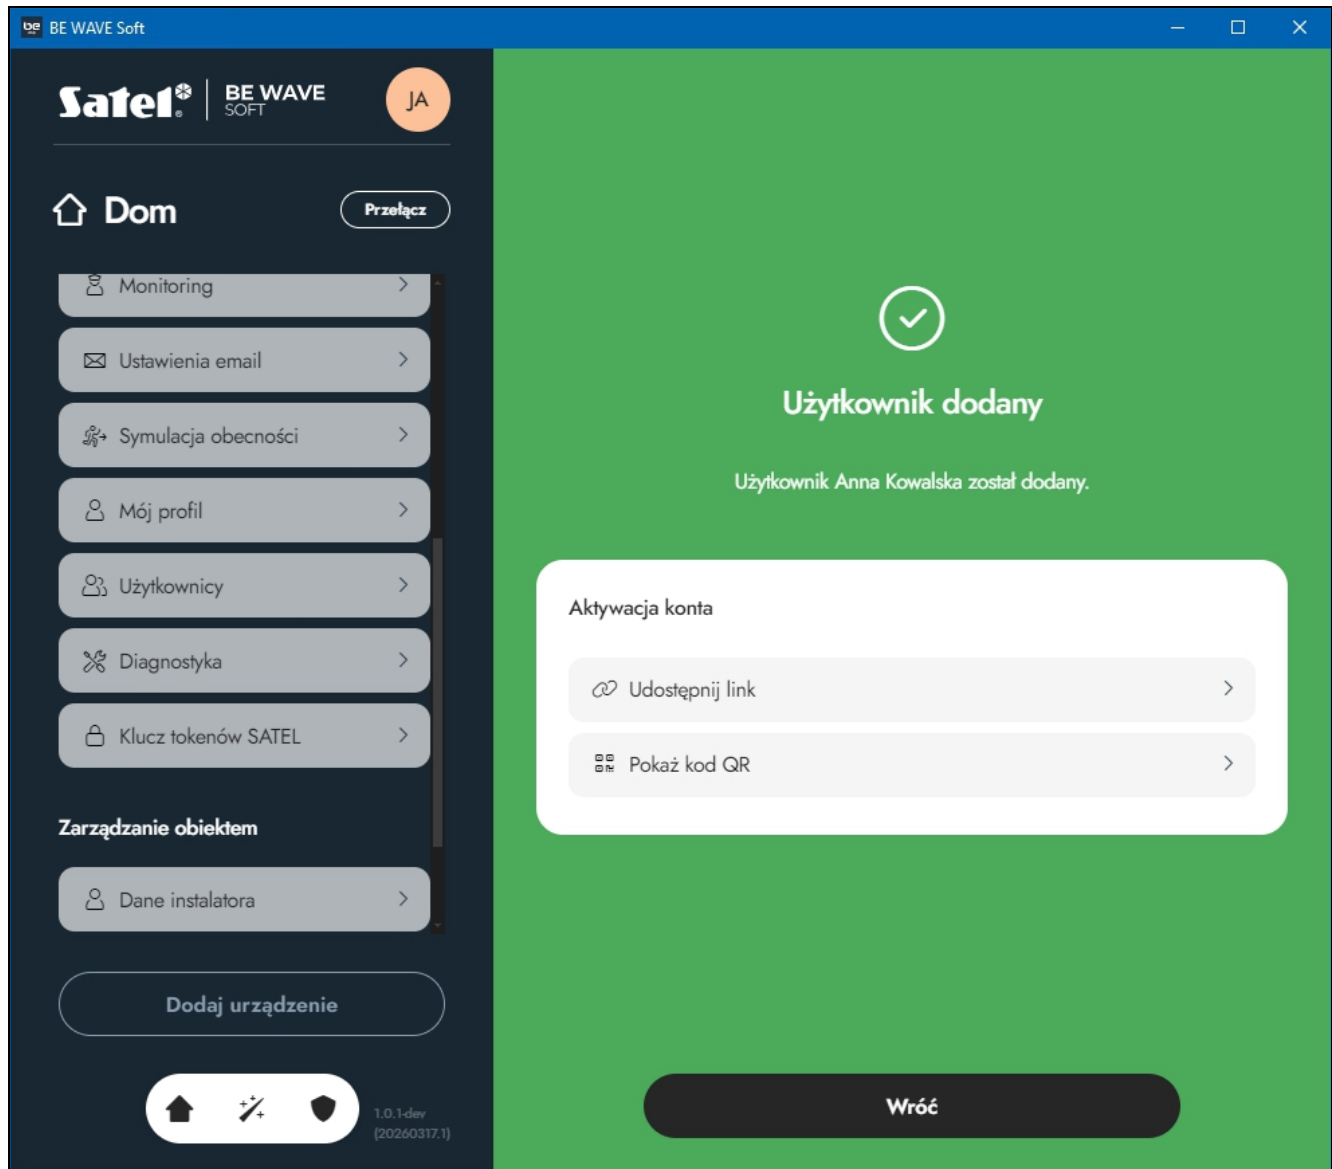 be BE WAVE Soft
Satel® BE WAVE
SOFT
JA
Dom
Przełącz
Monitoring
Ustawienia email
Symulacja obecności
Mój profil
Użytkownicy
Diagnostyka
Klucz tokenów SATEL
Zarządzanie obiektem
Dane instalatora
Dodaj urządzenie
1.0.1-dev
(20260317.1)
Użytkownik dodany
Użytkownik Anna Kowalska został dodany.
Aktywacja konta
Udostępnij link
Pokaż kod QR
Wróć